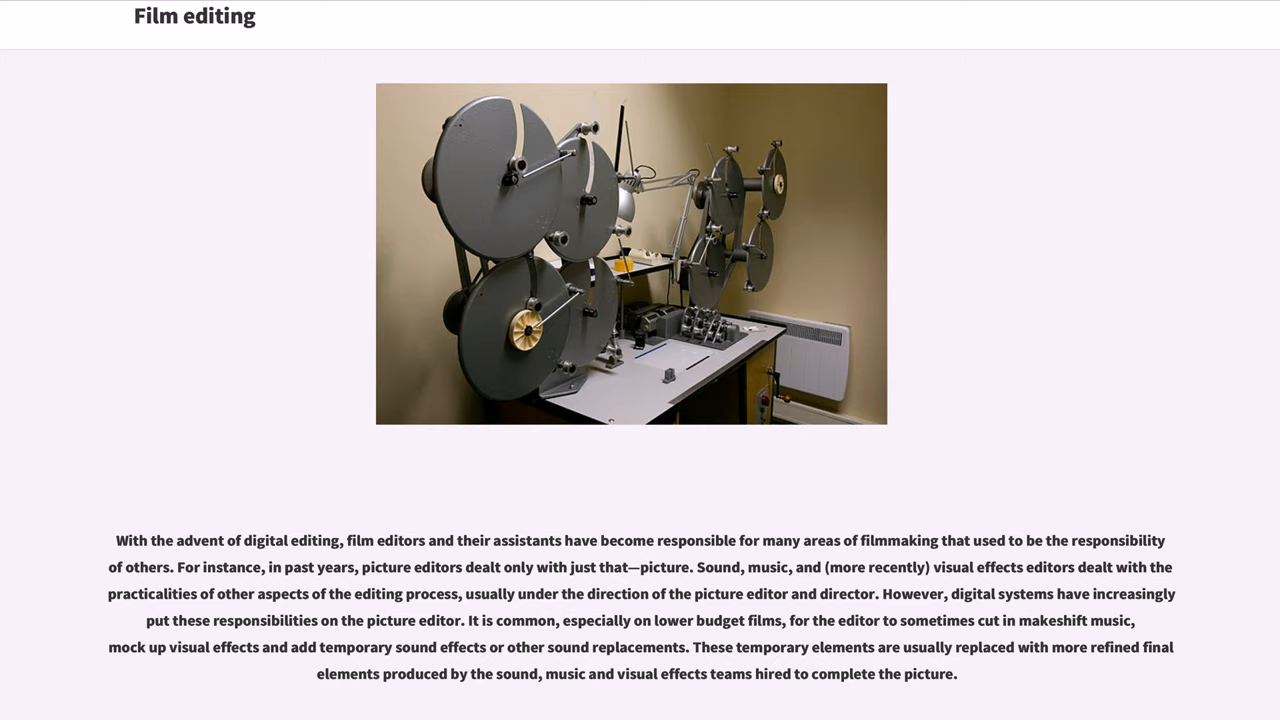 Film editing
With the advent of digital editing, film editors and their assistants have become responsible for many areas of filmmaking that used to be the responsibility
of others. For instance, in past years, picture editors dealt only with just that—picture. Sound, music, and (more recently) visual effects editors dealt with the
practicalities of other aspects of the editing process, usually under the direction of the picture editor and director. However, digital systems have increasingly
put these responsibilities on the picture editor. It is common, especially on lower budget films, for the editor to sometimes cut in makeshift music,
mock up visual effects and add temporary sound effects or other sound replacements. These temporary elements are usually replaced with more refined final
elements produced by the sound, music and visual effects teams hired to complete the picture.